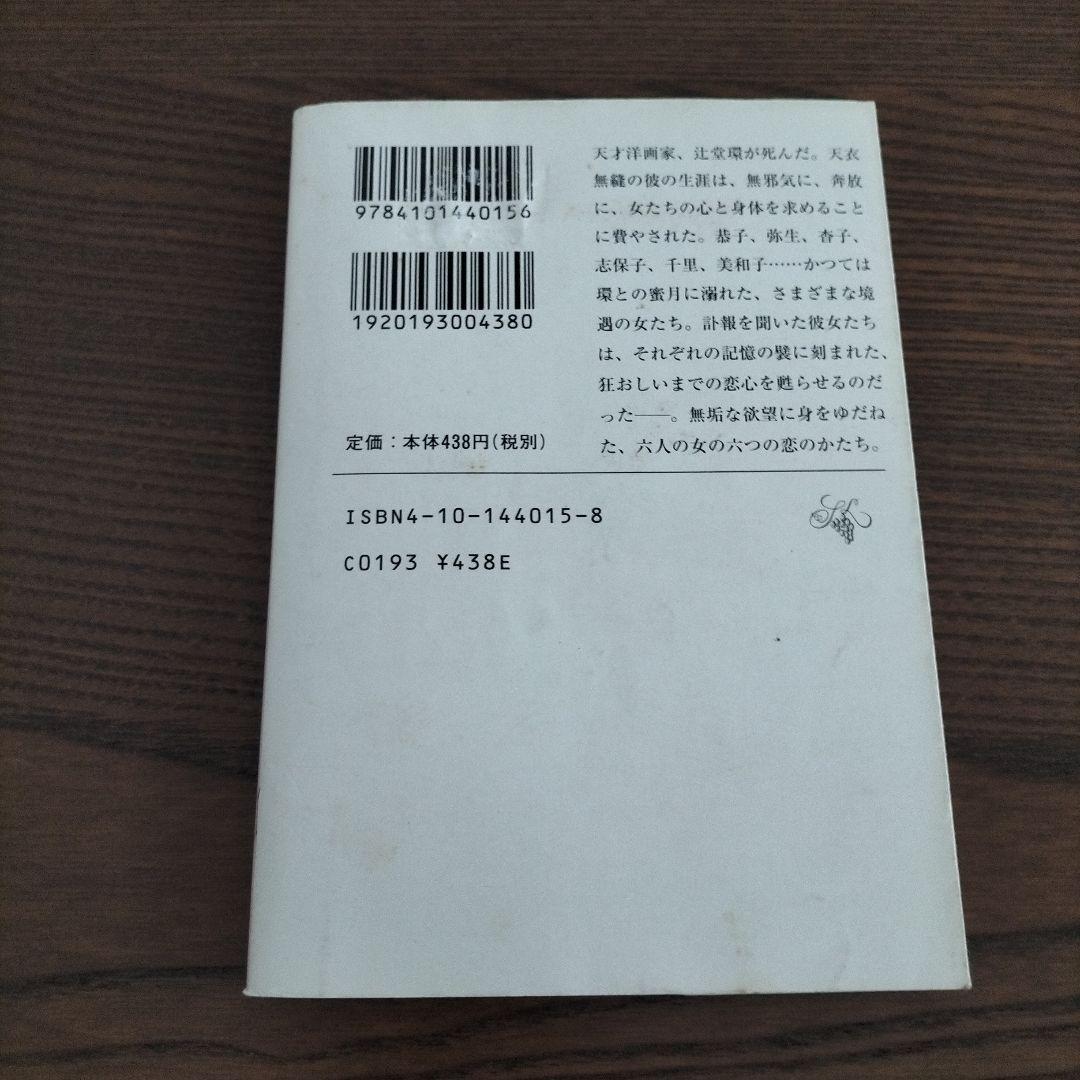 9784101440156
1920193004380
定価：本体438円(税別)
天才洋画家、辻堂環が死んだ。天衣
無縫の彼の生涯は、無邪気に、奔放
に、女たちの心と身体を求めること
に費やされた。恭子、弥生、杏子、
志保子、千里、美和子……かつては
環との蜜月に溺れた、さまざまな境
遇の女たち。訃報を聞いた彼女たち
は、それぞれの記憶の襞に刻まれた、
狂おしいまでの恋心を甦らせるのだ
った――。無垢な欲望に身をゆだね
た、六人の女の六つの恋のかたち。
ISBN4-10-144015-8
C0193 ¥438E